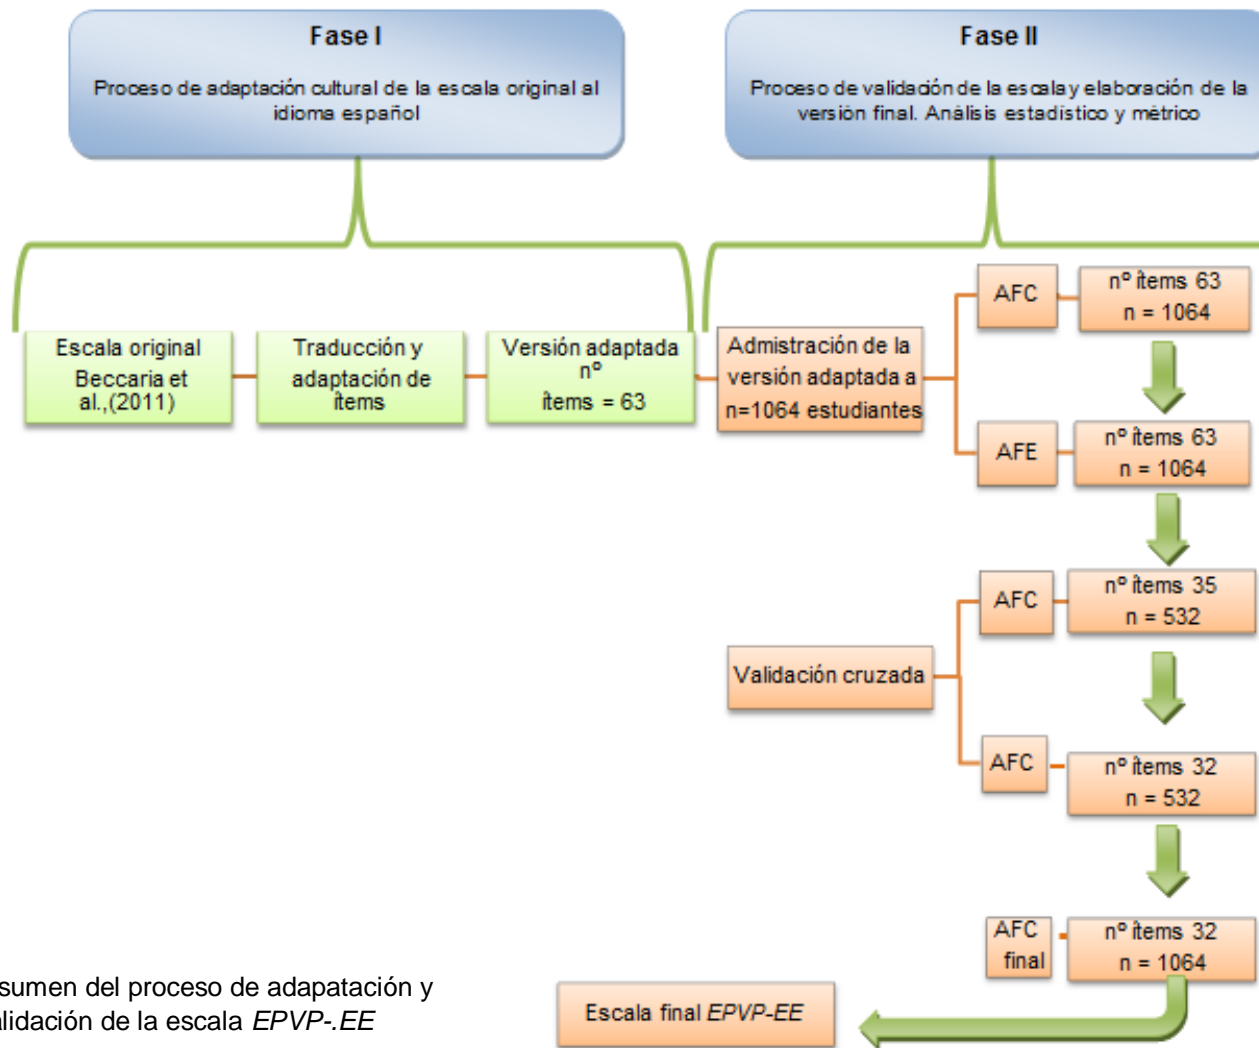 Fase I
Proceso de adaptación cultural de la escala original al
idioma español
Fase II
Proceso de validación de la escala y elaboración de la
versión final. Análisis estadístico y métrico
Escala original
Beccaria et
al.,(2011)
Traducción y
adaptación de
ítems
Versión adaptada
nº
ítems = 63
Admistración de la
versión adaptada a
n=1064 estudiantes
AFC
nº ítems 63
n = 1064
AFE
nº ítems 63
n = 1064
Validación cruzada
AFC
nº ítems 35
n = 532
AFC
nº ítems 32
n = 532
AFC
final
nº ítems 32
n = 1064
Escala final EPVP-EE
sumen del proceso de adapatación y
alidación de la escala EPVP-.EE